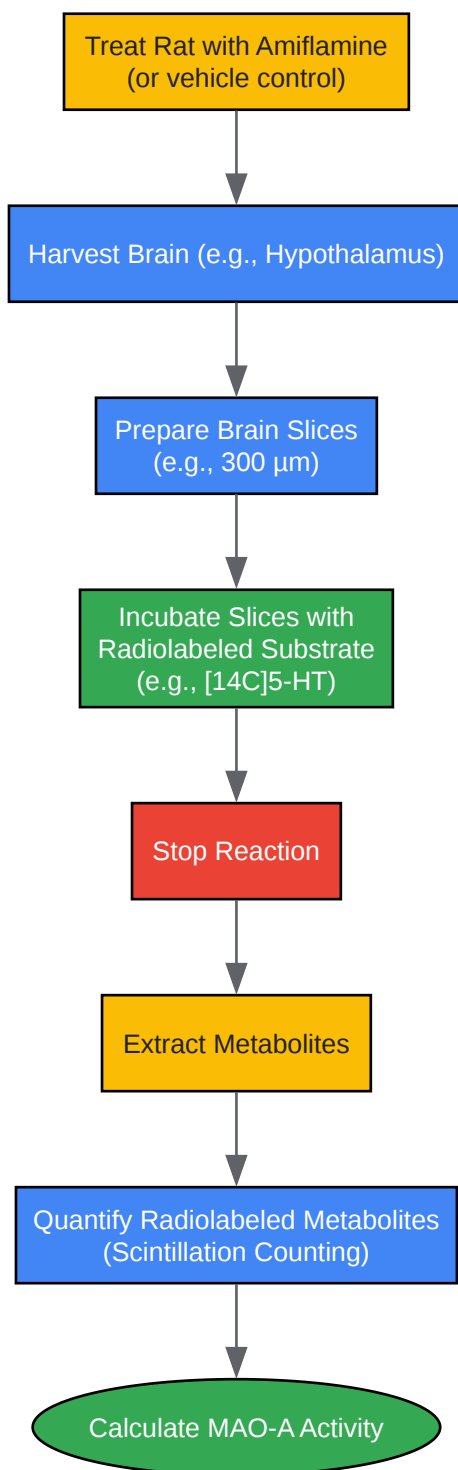 Treat Rat with Amiflamine
(or vehicle control)
Harvest Brain (e.g., Hypothalamus)
Prepare Brain Slices
(e.g., 300 µm)
Incubate Slices with
Radiolabeled Substrate
(e.g., [14C]5-HT)
Stop Reaction
Extract Metabolites
Quantify Radiolabeled Metabolites
(Scintillation Counting)
Calculate MAO-A Activity